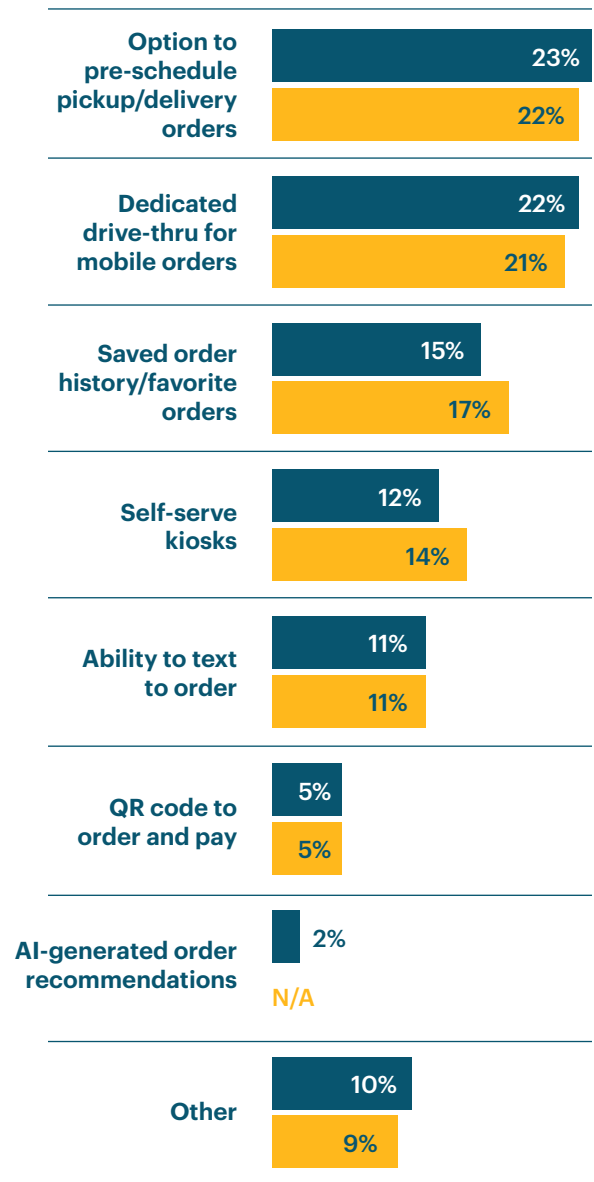 Option to
pre-schedule
pickup/delivery
orders
23%
22%
Dedicated
drive-thru for
mobile orders
22%
21%
Saved order
history/favorite
orders
15%
17%
Self-serve
kiosks
12%
14%
Ability to text
to order
11%
11%
QR code to
order and pay
5%
5%
AI-generated order
recommendations
2%
N/A
Other
10%
9%